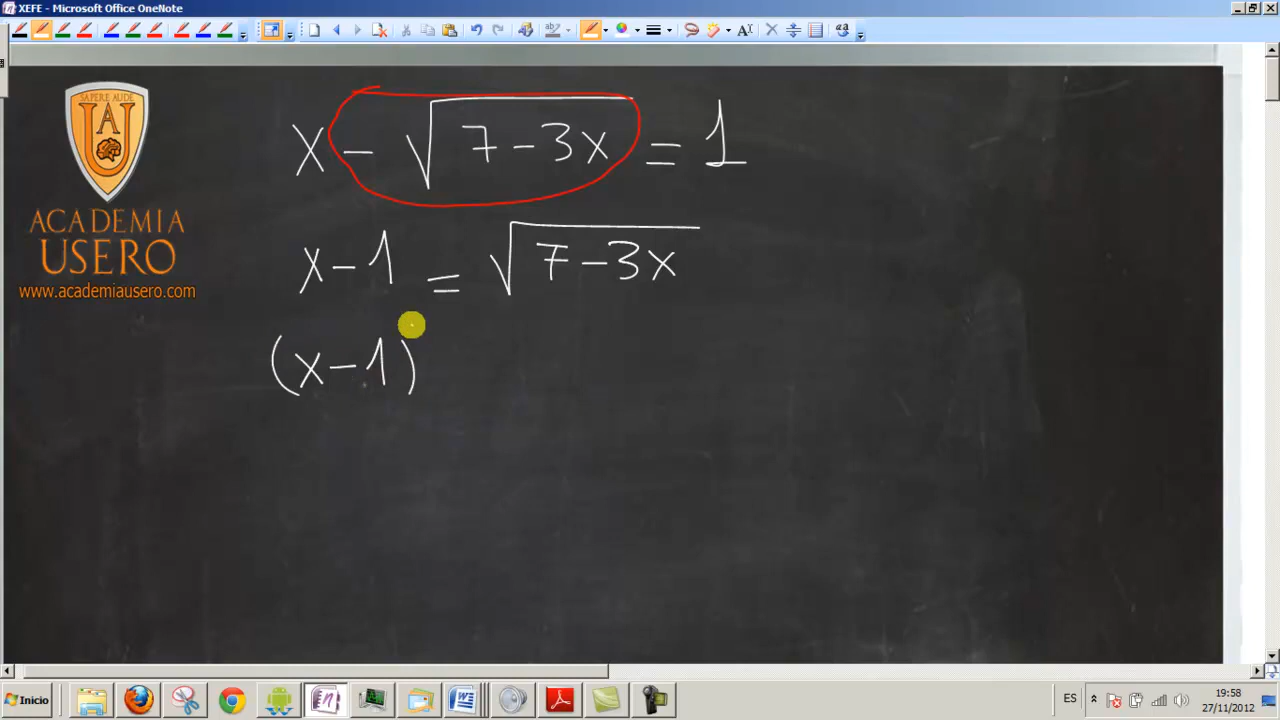 XEFE - Microsoft Office OneNote
SAPERE AUDE
UA
ACADEMIA
USERO
www.academiausero.com
x - √(7-3x) = 1
x-1 = √(7-3x)
(x-1)
Inicio
ES
19:58
27/11/2012